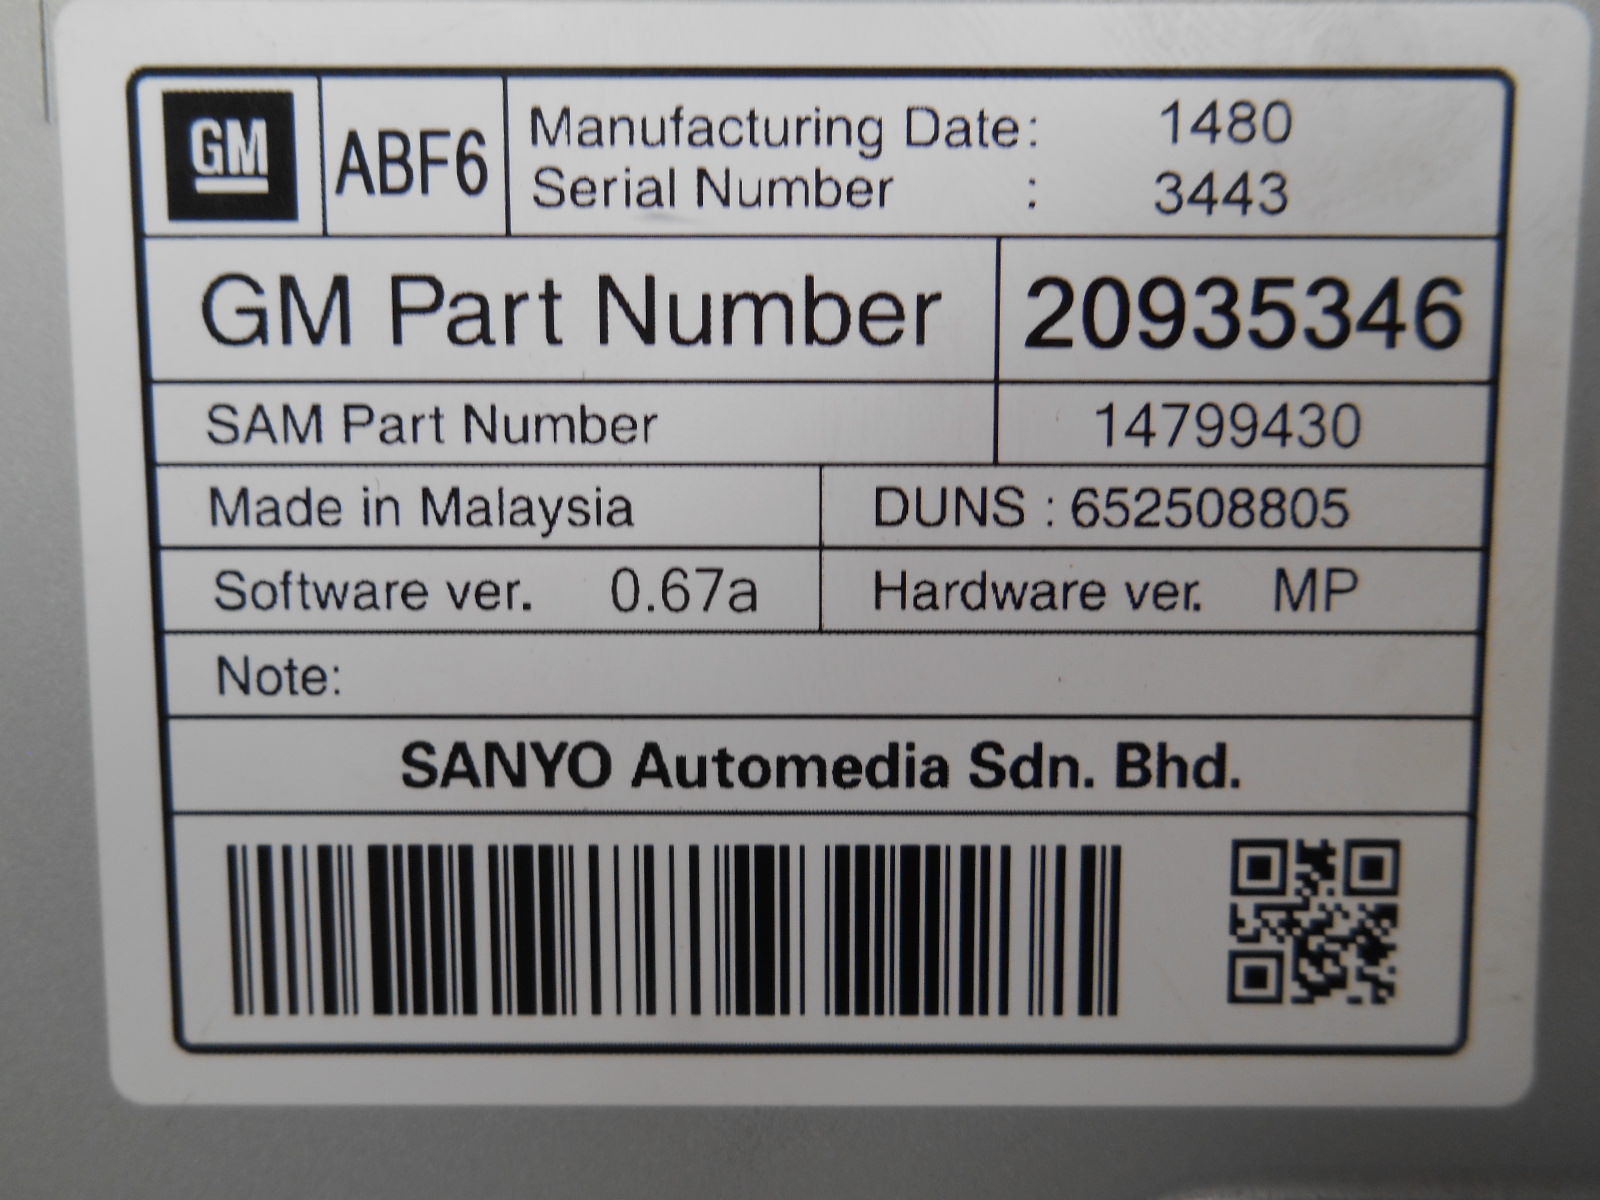 GM
ABF6
Manufacturing Date: 1480
Serial Number : 3443
GM Part Number 20935346
SAM Part Number 14799430
Made in Malaysia DUNS : 652508805
Software ver. 0.67a Hardware ver. MP
Note:
SANYO Automedia Sdn. Bhd.